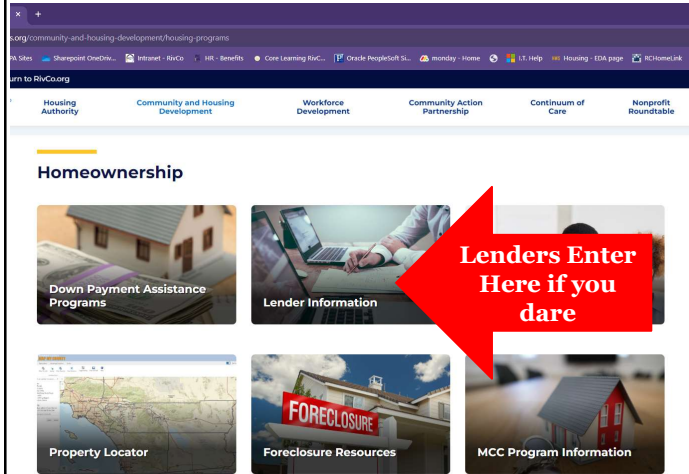 × +
s.org/community-and-housing-development/housing-programs
PA Sites Sharepoint OneDriv... Intranet - RivCo HR - Benefits Core Learning RivC... Oracle PeopleSoft Si... monday - Home I.T. Help Housing - EDA page RCHomeLink
urn to RivCo.org
Housing Authority
Community and Housing Development
Workforce Development
Community Action Partnership
Continuum of Care
Nonprofit Roundtable
Homeownership
Down Payment Assistance
Programs
Lender Information
Lenders Enter
Here if you
dare
Property Locator
FORECLOSURE
Foreclosure Resources
MCC Program Information